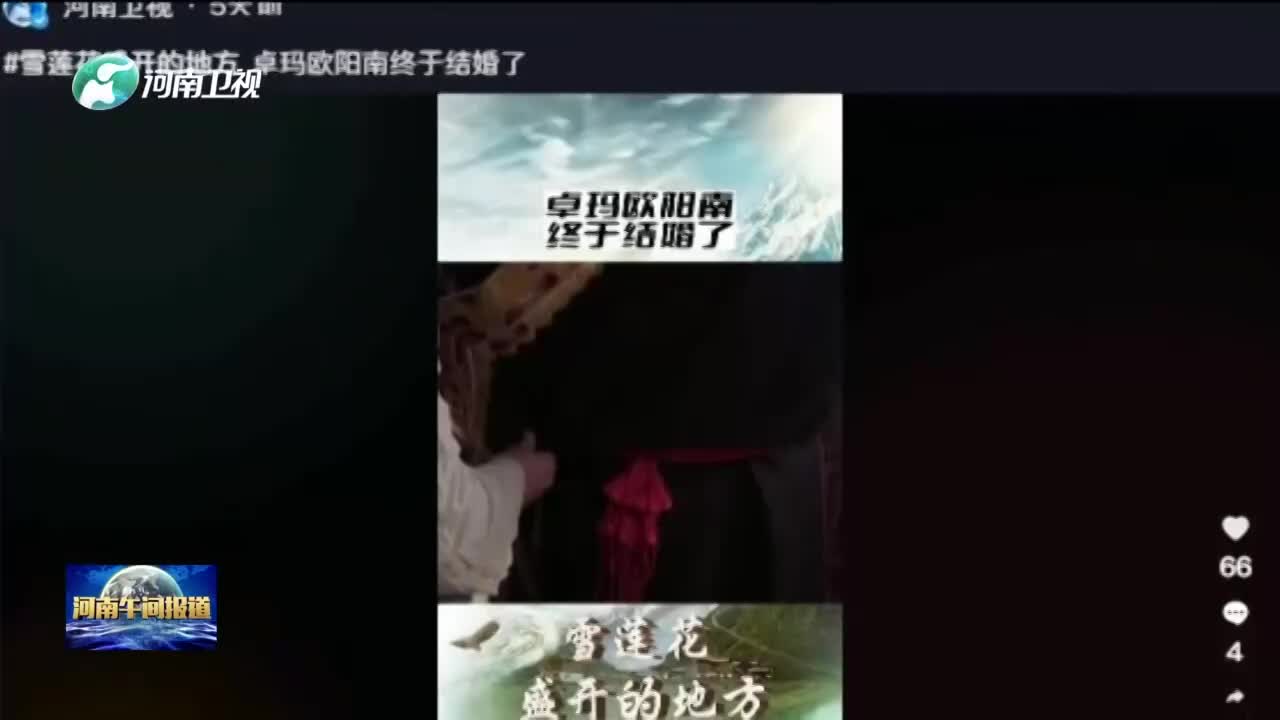 河南卫视 · 5天前
#雪莲花盛开的地方 卓玛欧阳南终于结婚了
河南卫视
卓玛欧阳南
终于结婚了
66
河南午间报道
4
雪莲花
盛开的地方